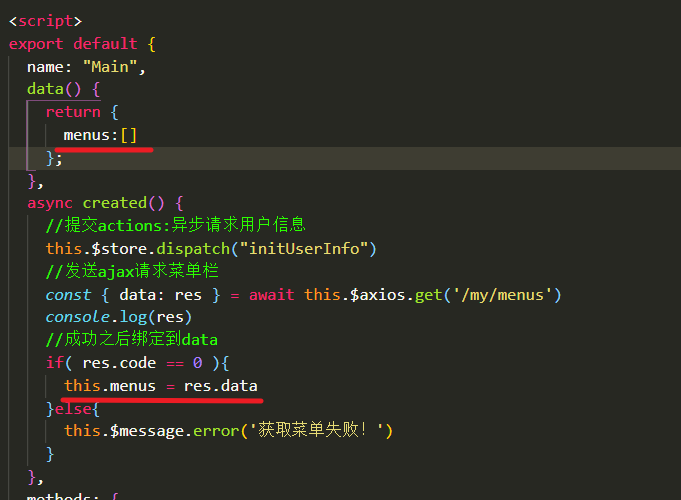 <script>
export default {
name: "Main",
data() {
return {
menus:[]
};
},
async created() {
//提交actions:异步请求用户信息
this.$store.dispatch("initUserInfo")
//发送ajax请求菜单栏
const { data: res } = await this.$axios.get('/my/menus')
console.log(res)
//成功之后绑定到data
if( res.code == 0 ){
this.menus = res.data
}else{
this.$message.error('获取菜单失败！')
}
},
methods: {